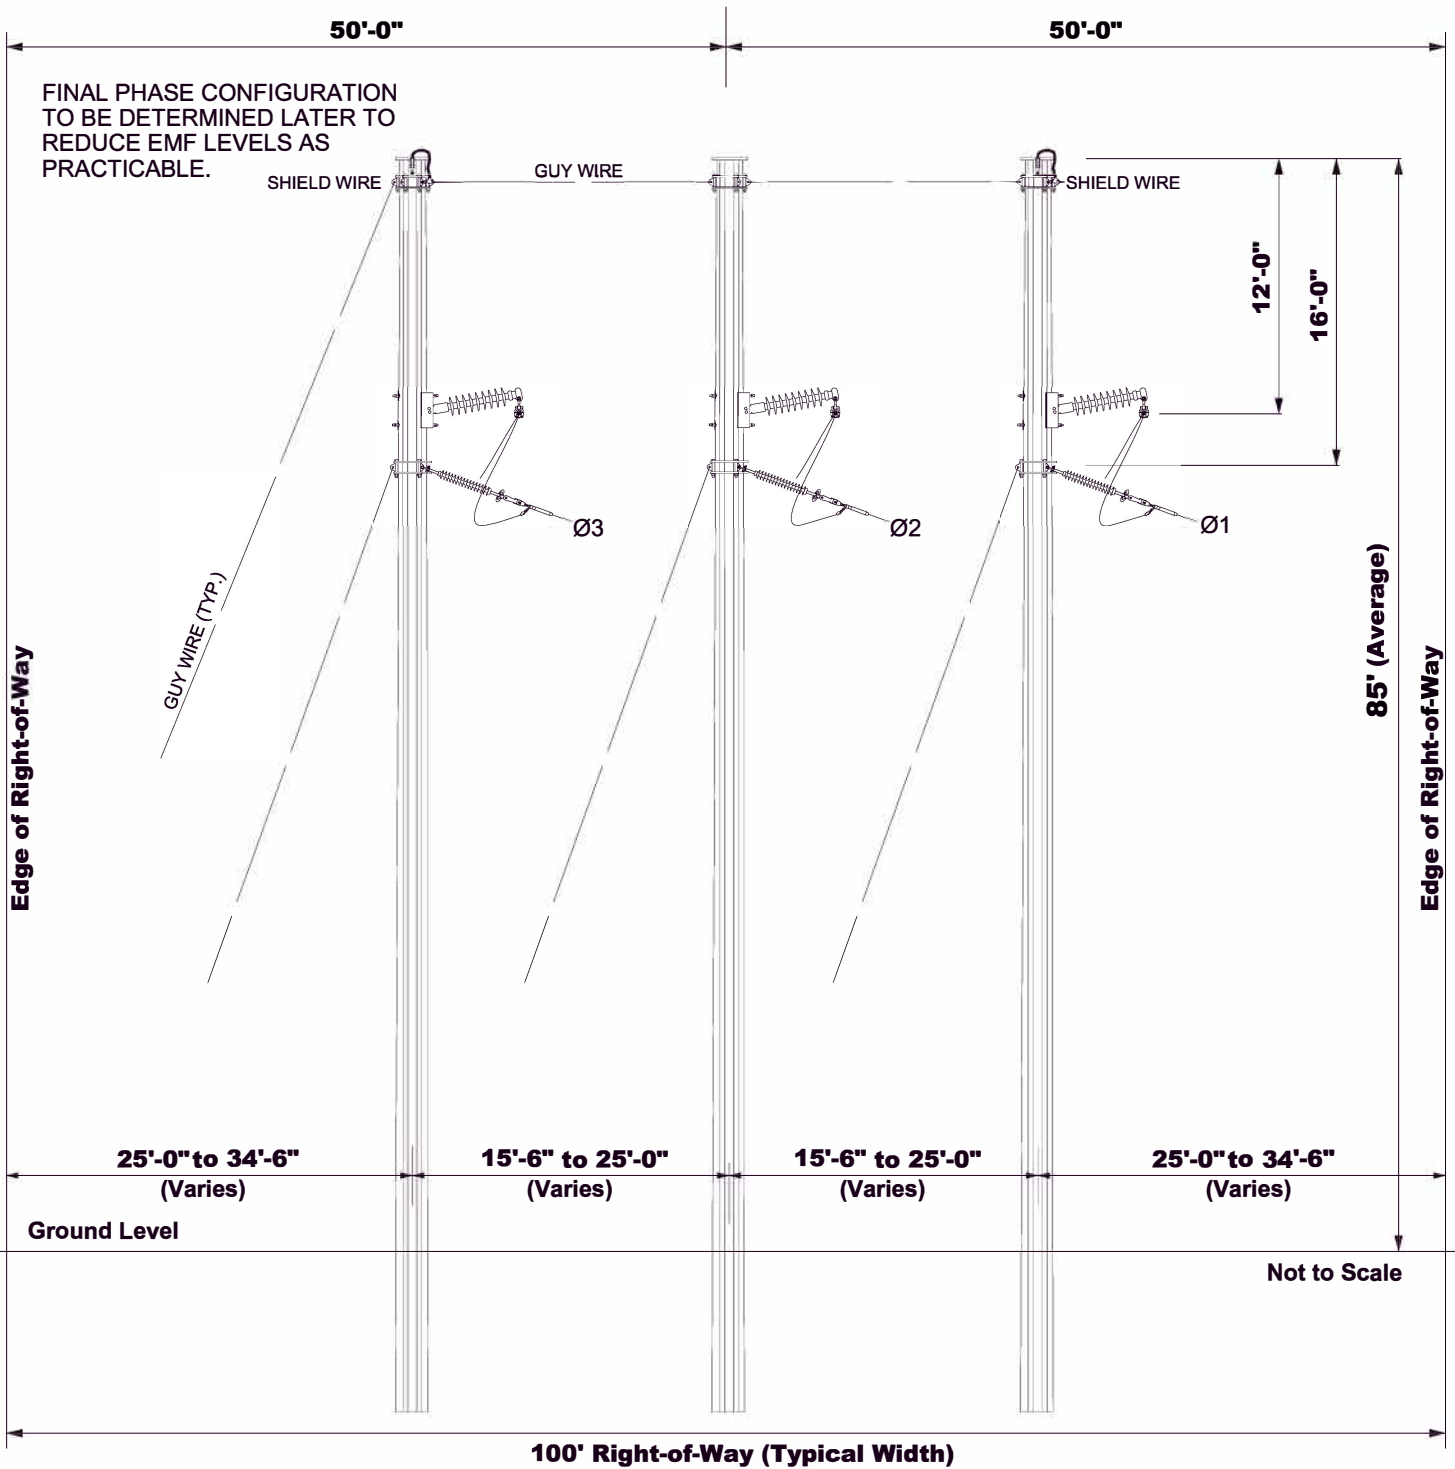 50'-0"
50'-0"
FINAL PHASE CONFIGURATION
TO BE DETERMINED LATER TO
REDUCE EMF LEVELS AS
PRACTICABLE.
SHIELD WIRE
GUY WIRE
SHIELD WIRE
12'-0"
16'-0"
Ø3
Ø2
Ø1
GUY WIRE (TYP.)
85' (Average)
Edge of Right-of-Way
Edge of Right-of-Way
25'-0" to 34'-6"
(Varies)
15'-6" to 25'-0"
(Varies)
15'-6" to 25'-0"
(Varies)
25'-0" to 34'-6"
(Varies)
Ground Level
Not to Scale
100' Right-of-Way (Typical Width)